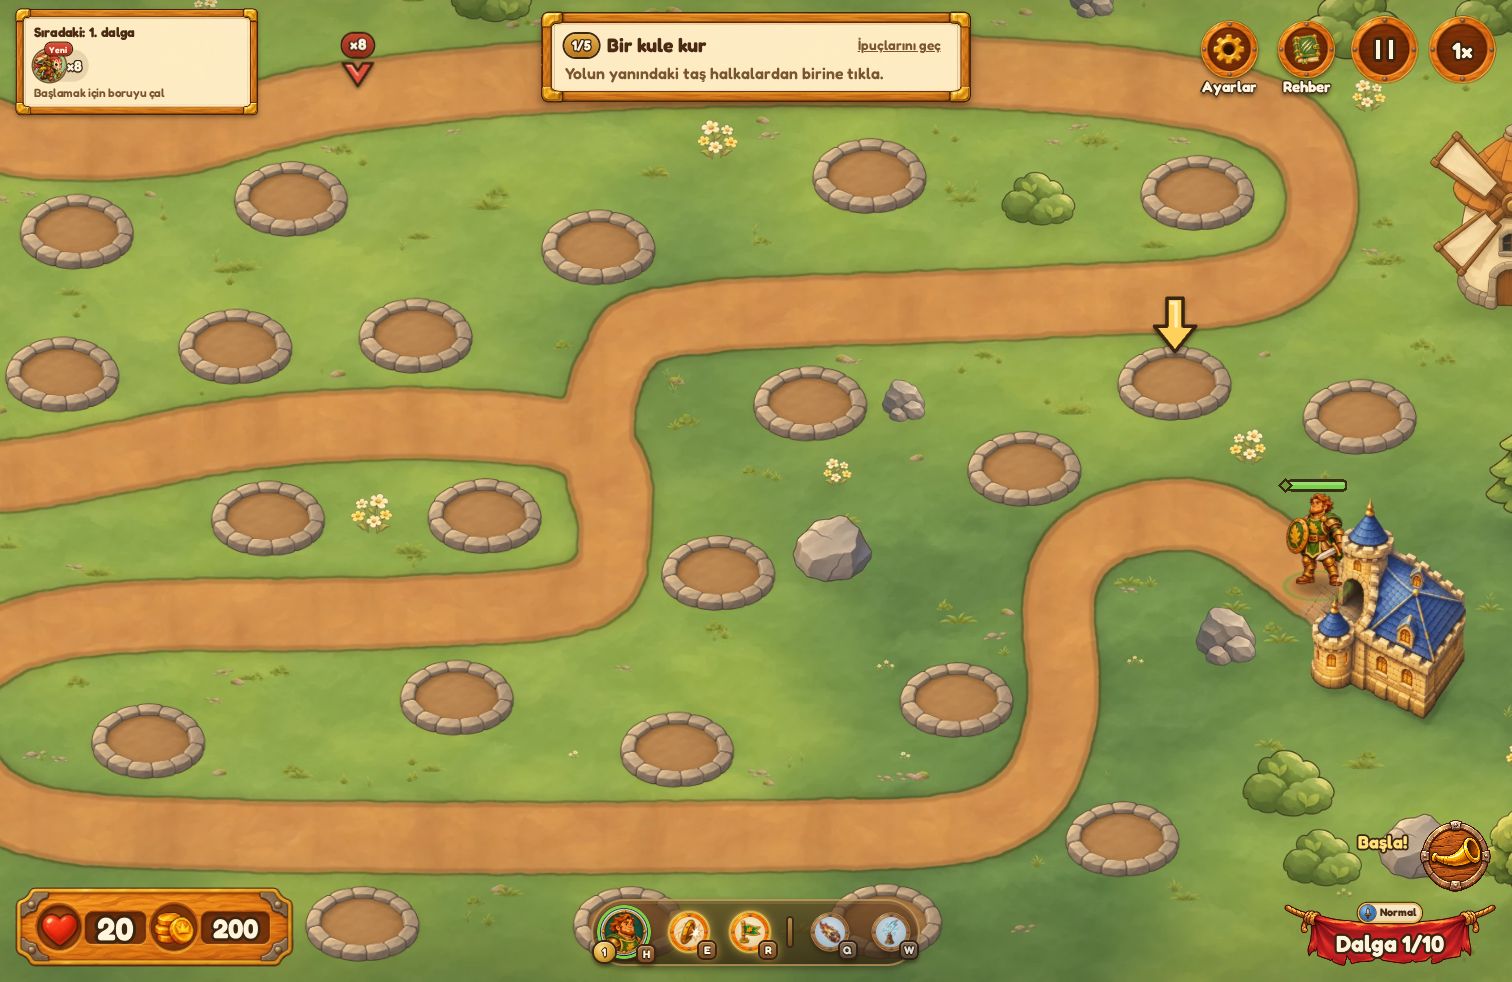 Sıradaki: 1. dalga
Yeni
x8
Başlamak için boruyu çal
x8
1/5 Bir kule kur İpuçlarını geç
Yolun yanındaki taş halkalardan birine tıkla.
Ayarlar
Rehber
1x
Başla!
20
200
1
H
E
R
Q
W
Normal
Dalga 1/10